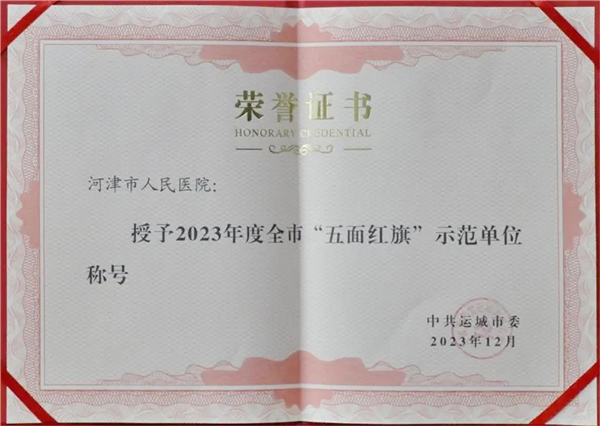 荣誉证书
HONORARY CREDENTIAL
河津市人民医院：
授予2023年度全市“五面红旗”示范单位
称号
中共运城市委
2023年12月